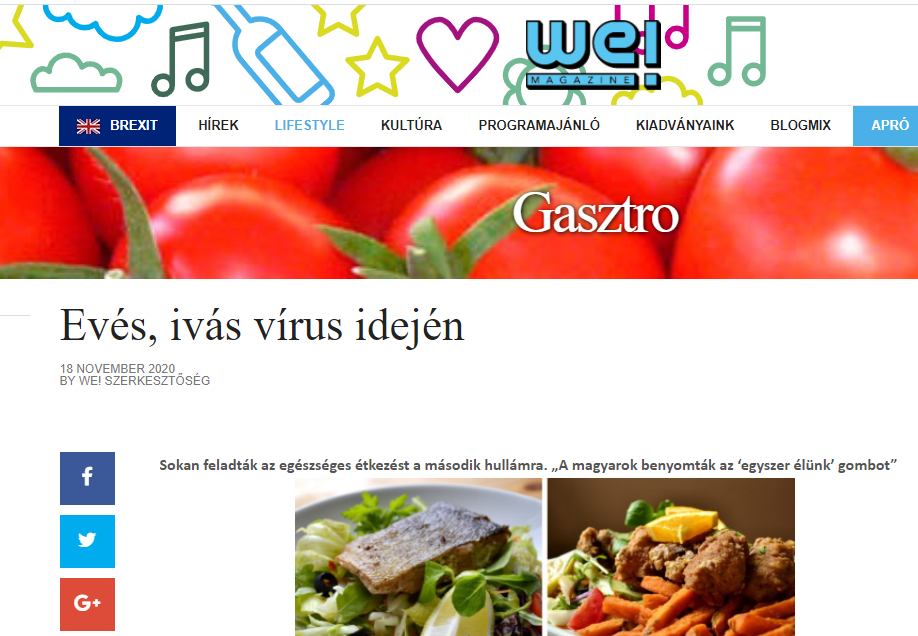 wei!
MAGAZINE
BREXIT HÍREK LIFESTYLE KULTÚRA PROGRAMAJÁNLÓ KIADVÁNYAINK BLOGMIX APRÓ
Gasztro
Evés, ivás vírus idején
18 NOVEMBER 2020
BY WE! SZERKESZTŐSÉG
Sokan feladták az egészséges étkezést a második hullámra. „A magyarok benyomták az ‘egyszer élünk’ gombot”
f
G+